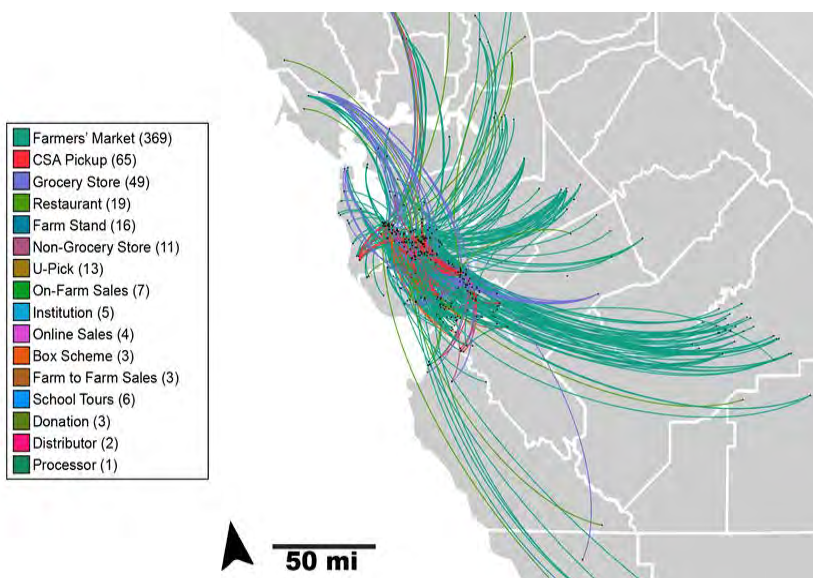 Farmers' Market (369)
CSA Pickup (65)
Grocery Store (49)
Restaurant (19)
Farm Stand (16)
Non-Grocery Store (11)
U-Pick (13)
On-Farm Sales (7)
Institution (5)
Online Sales (4)
Box Scheme (3)
Farm to Farm Sales (3)
School Tours (6)
Donation (3)
Distributor (2)
Processor (1)
50 mi